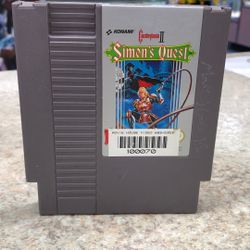 KONAMI
Castlevania II
Simon's Quest
100070